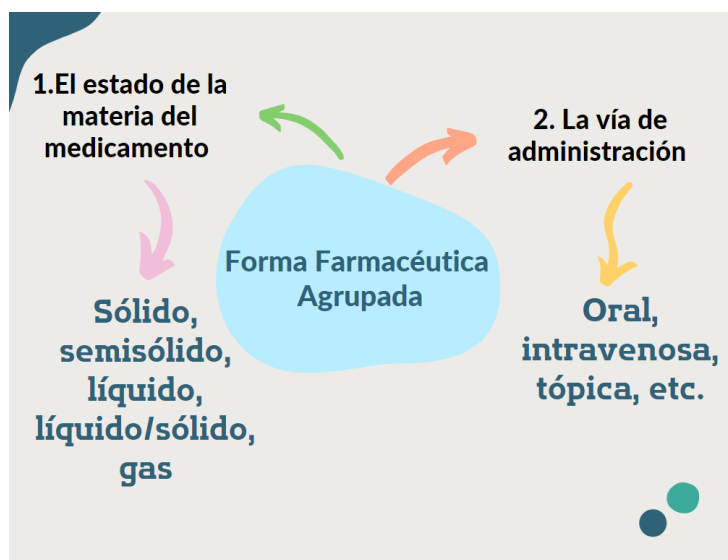 1.El estado de la
materia del
medicamento
2. La vía de
administración
Forma Farmacéutica
Agrupada
Sólido,
semisólido,
líquido,
líquido/sólido,
gas
Oral,
intravenosa,
tópica, etc.